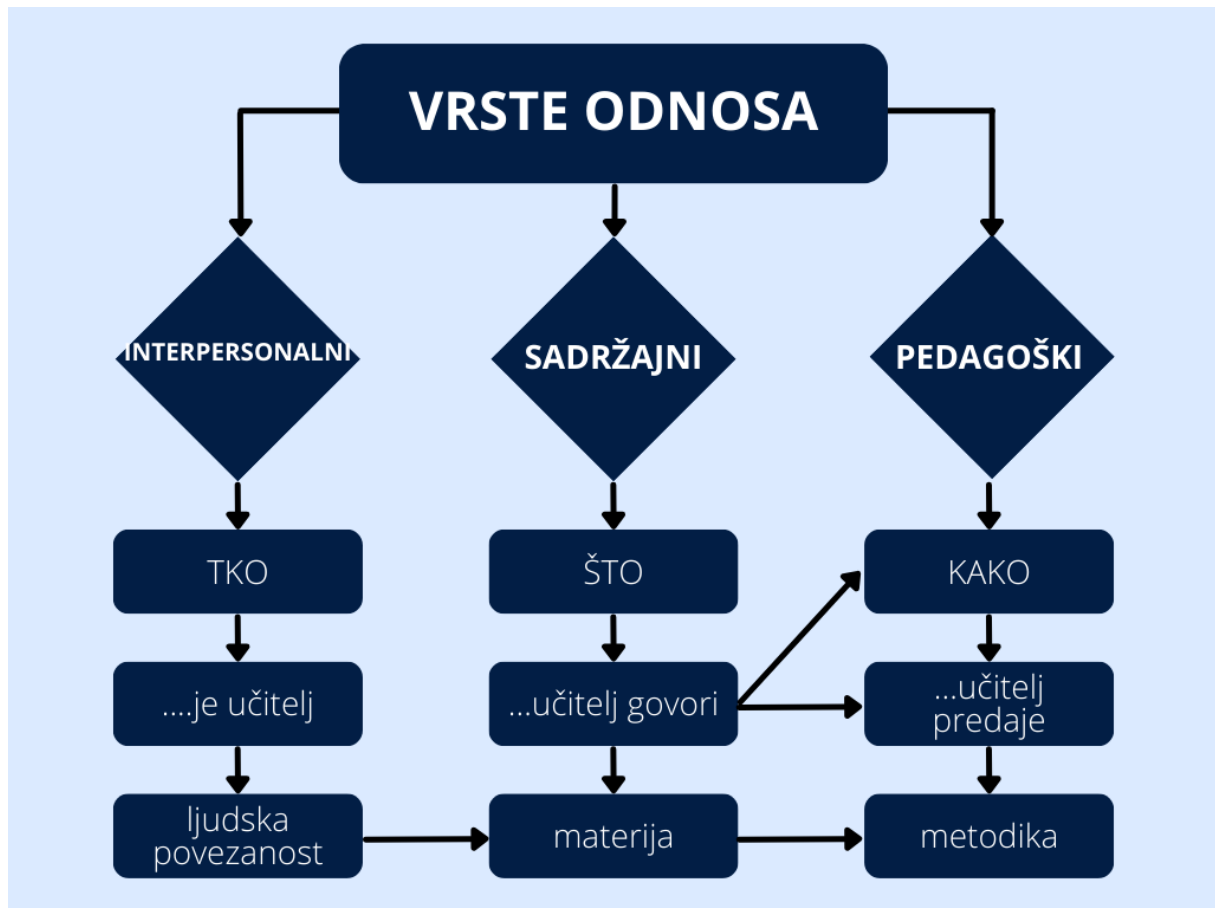 VRSTE ODNOSA
INTERPERSONALNI
SADRŽAJNI
PEDAGOŠKI
TKO
ŠTO
KAKO
....je učitelj
...učitelj govori
...učitelj
predaje
ljudska
povezanost
materija
metodika